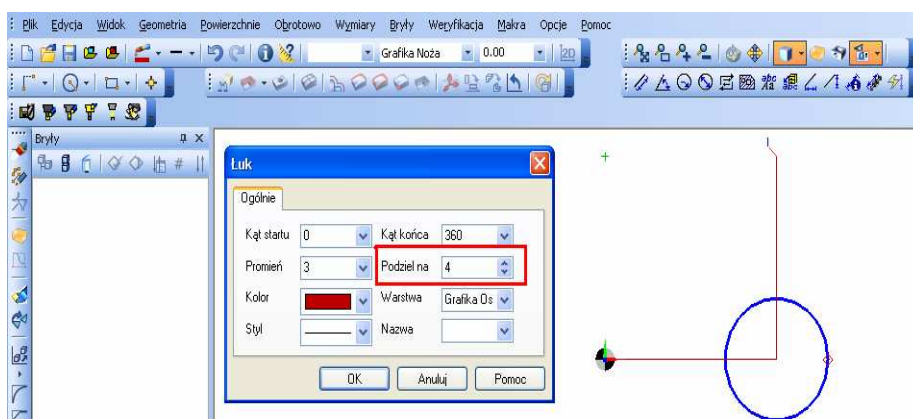 Plik Edycja Widok Geometria Powierzchnie Obrotowo Wymiary Bryły Weryfikacja Makra Opcje Pomoc
Grafika Noża 0.00 2D
Bryły
Łuk
Ogólnie
Kąt startu 0 Kąt końca 360
Promień 3 Podziel na 4
Kolor Warstwa Grafika Os
Styl Nazwa
OK Anuluj Pomoc